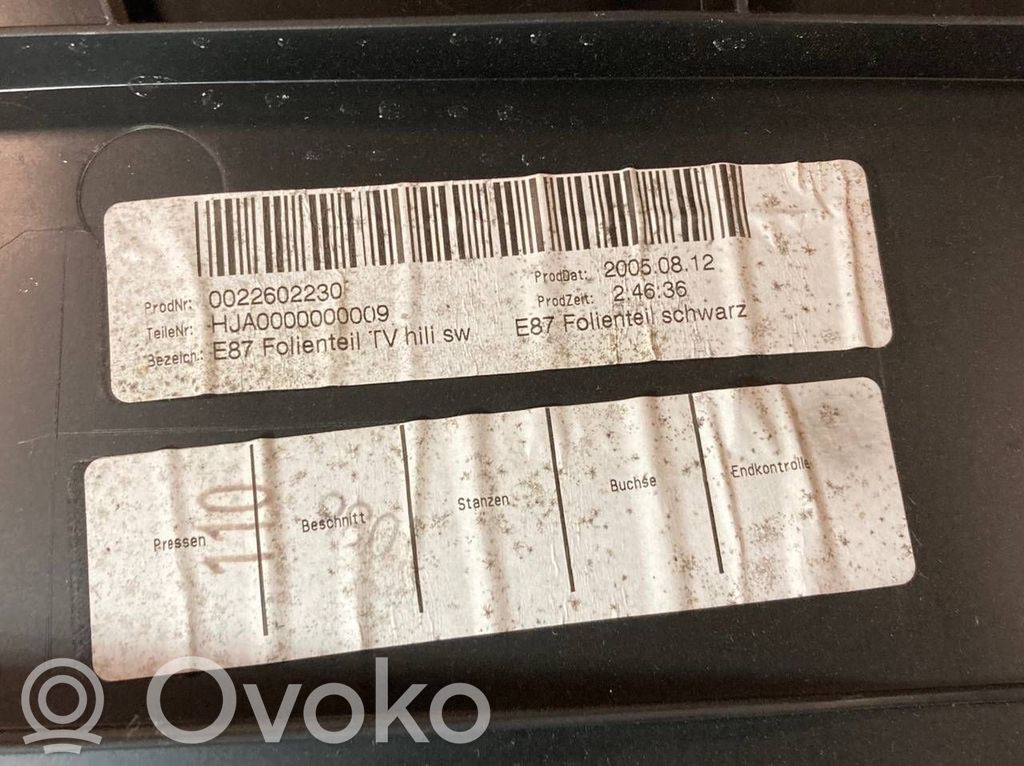 ProdNr: 0022602230 ProdDat: 2005.08.12
TeileNr: HJA0000000009 ProdZeit: 2:46:36
Bezeich.: E87 Folienteil TV hili sw E87 Folienteil schwarz
Pressen Beschnitt Stanzen Buchse Endkontrolle
110
Ovoko